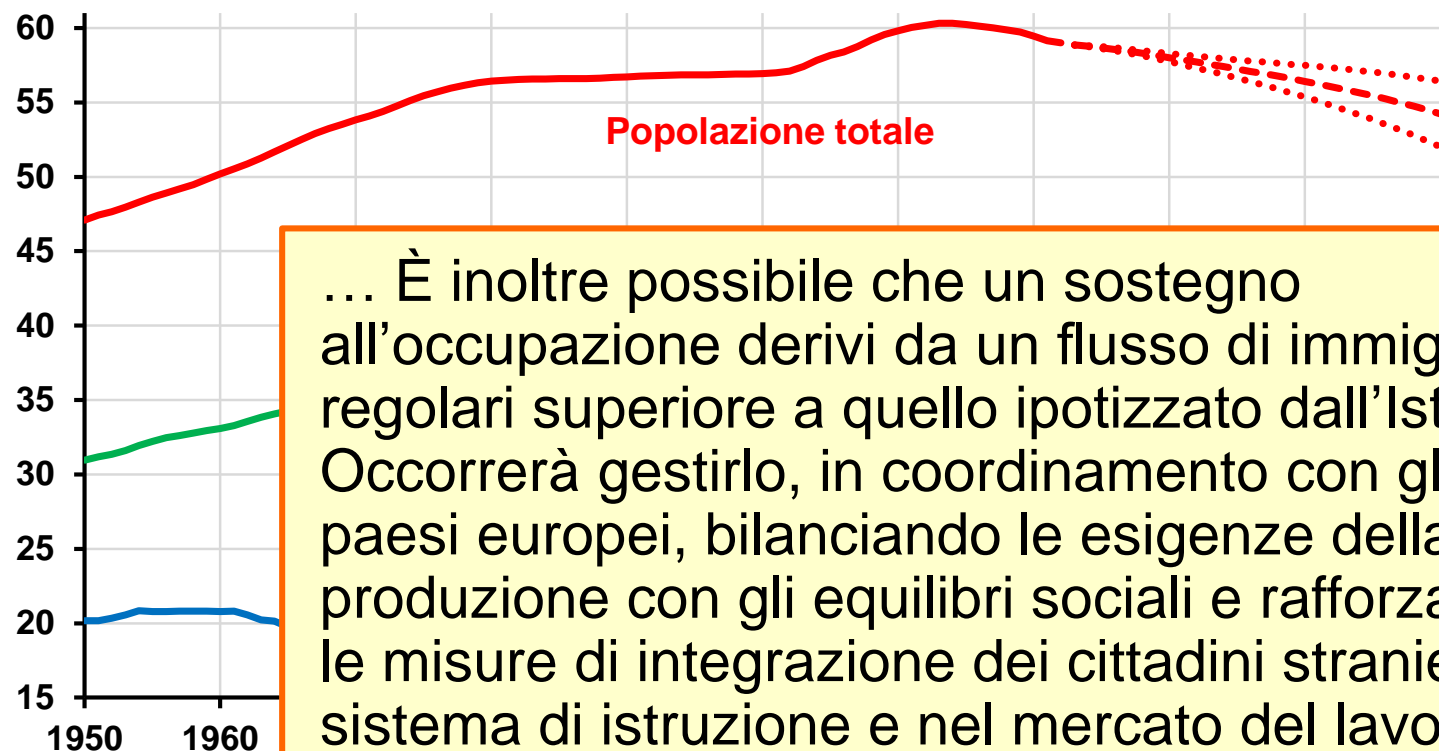 60
55
Popolazione totale
50
45
… È inoltre possibile che un sostegno
40
all’occupazione derivi da un flusso di immig
35
regolari superiore a quello ipotizzato dall’Ist
30
Occorrerà gestirlo, in coordinamento con gl
25
paesi europei, bilanciando le esigenze della
produzione con gli equilibri sociali e rafforza
20
le misure di integrazione dei cittadini stranie
15
sistema di istruzione e nel mercato del lavo
1950 1960